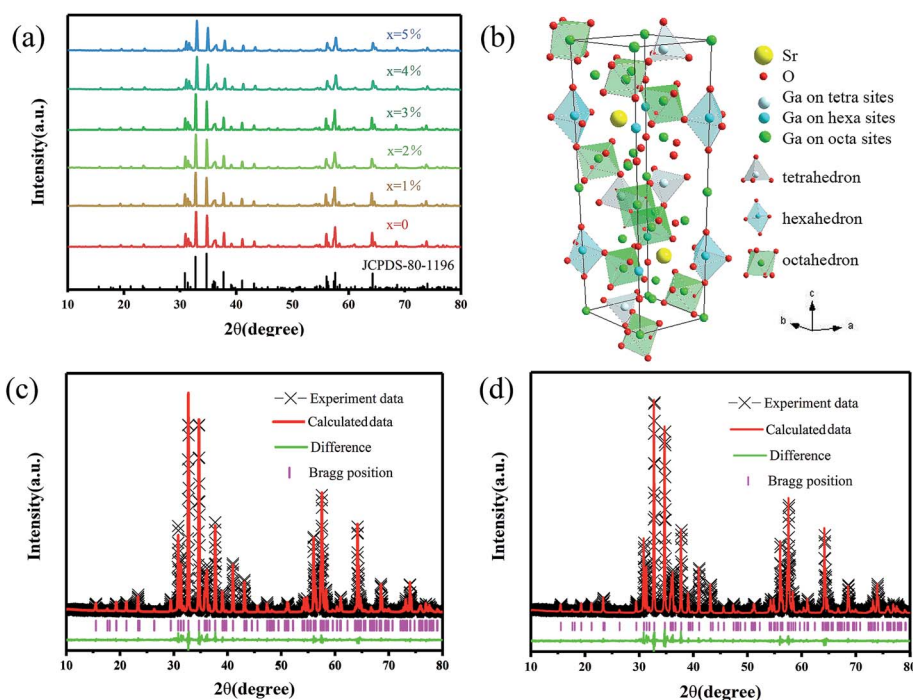 (a)
Intensity(a.u.)
x=5%
x=4%
x=3%
x=2%
x=1%
x=0
JCPDS-80-1196
10 20 30 40 50 60 70 80
2θ(degree)
(b)
Sr
O
Ga on tetra sites
Ga on hexa sites
Ga on octa sites
tetrahedron
hexahedron
octahedron
c
b
a
(c)
Intensity(a.u.)
Experiment data
Calculated data
Difference
Bragg position
10 20 30 40 50 60 70 80
2θ(degree)
(d)
Intensity(a.u.)
Experiment data
Calculated data
Difference
Bragg position
10 20 30 40 50 60 70 80
2θ(degree)